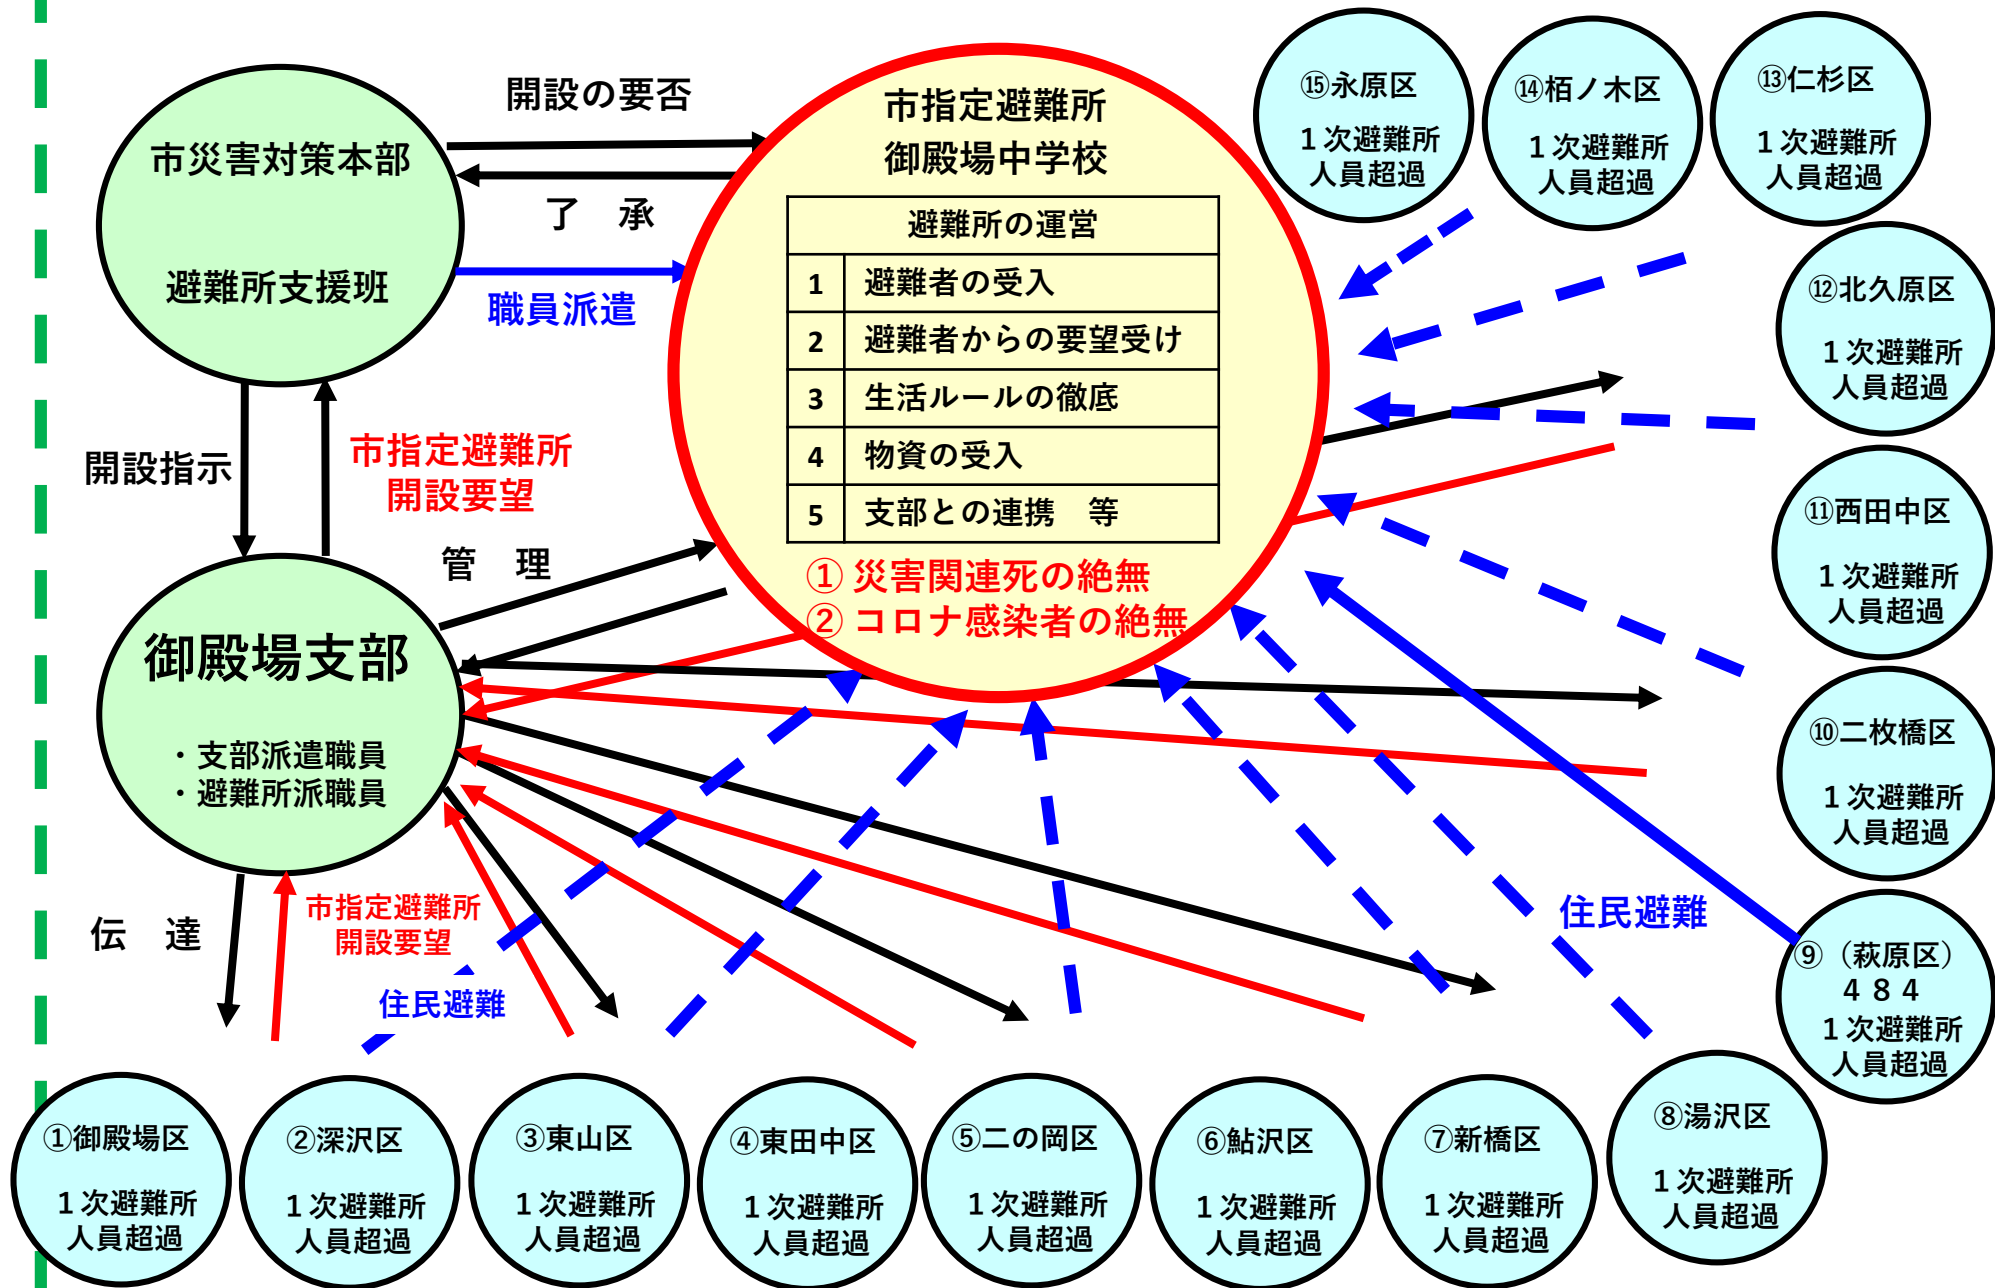 開設の要否
市災害対策本部
避難所支援班
了　承
職員派遣
市指定避難所
御殿場中学校
避難所の運営
1 避難者の受入
2 避難者からの要望受け
3 生活ルールの徹底
4 物資の受入
5 支部との連携　等
① 災害関連死の絶無
② コロナ感染者の絶無
開設指示
市指定避難所
開設要望
管　理
御殿場支部
・支部派遣職員
・避難所派職員
伝　達
市指定避難所
開設要望
住民避難
住民避難
⑮永原区
１次避難所
人員超過
⑭栢ノ木区
１次避難所
人員超過
⑬仁杉区
１次避難所
人員超過
⑫北久原区
１次避難所
人員超過
⑪西田中区
１次避難所
人員超過
⑩二枚橋区
１次避難所
人員超過
⑨（萩原区）
４８４
１次避難所
人員超過
⑧湯沢区
１次避難所
人員超過
①御殿場区
１次避難所
人員超過
②深沢区
１次避難所
人員超過
③東山区
１次避難所
人員超過
④東田中区
１次避難所
人員超過
⑤二の岡区
１次避難所
人員超過
⑥鮎沢区
１次避難所
人員超過
⑦新橋区
１次避難所
人員超過